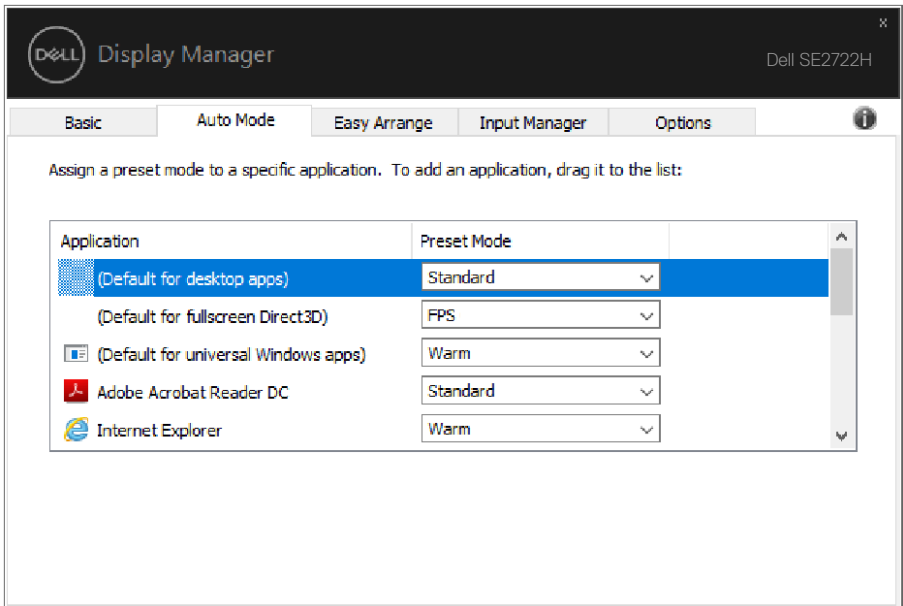 x
DELL Display Manager
Dell SE2722H
Basic Auto Mode Easy Arrange Input Manager Options
Assign a preset mode to a specific application. To add an application, drag it to the list:
Application Preset Mode
(Default for desktop apps) Standard
(Default for fullscreen Direct3D) FPS
(Default for universal Windows apps) Warm
Adobe Acrobat Reader DC Standard
Internet Explorer Warm